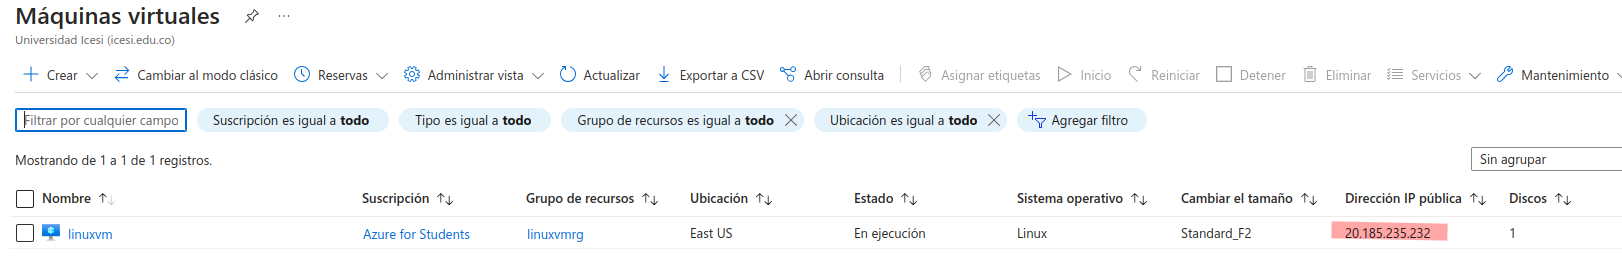 Máquinas virtuales ...
Universidad Icesi (icesi.edu.co)
Crear Cambiar al modo clásico Reservas Administrar vista Actualizar Exportar a CSV Abrir consulta Asignar etiquetas Inicio Reiniciar Detener Eliminar Servicios Mantenimiento
Filtrar por cualquier campo Suscripción es igual a todo Tipo es igual a todo Grupo de recursos es igual a todo Ubicación es igual a todo Agregar filtro
Mostrando de 1 a 1 de 1 registros.
Sin agrupar
Nombre Suscripción Grupo de recursos Ubicación Estado Sistema operativo Cambiar el tamaño Dirección IP pública Discos
linuxvm Azure for Students linuxvmrg East US En ejecución Linux Standard_F2 20.185.235.232 1